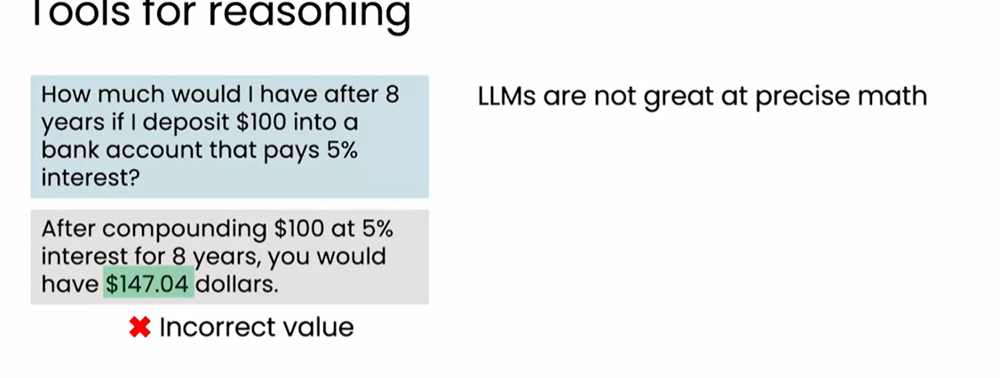 Tools for reasoning
How much would I have after 8
years if I deposit $100 into a
bank account that pays 5%
interest?
LLMs are not great at precise math
After compounding $100 at 5%
interest for 8 years, you would
have $147.04 dollars.
✖ Incorrect value